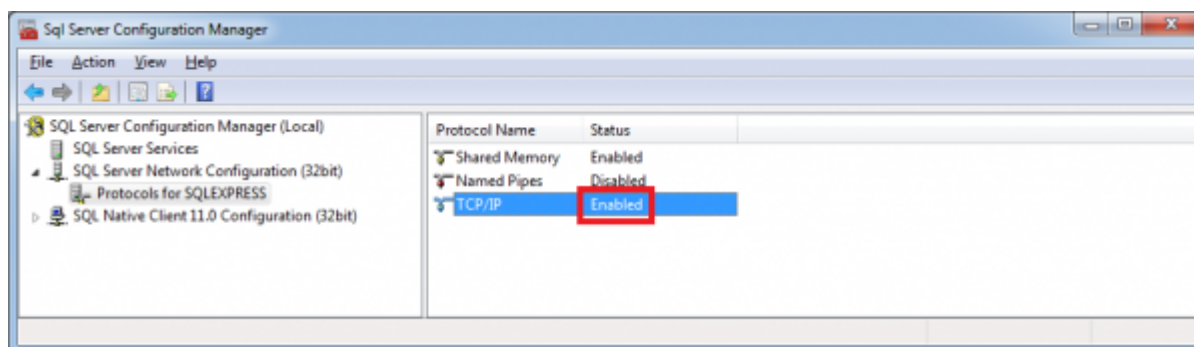 Sql Server Configuration Manager
File Action View Help
SQL Server Configuration Manager (Local)
SQL Server Services
SQL Server Network Configuration (32bit)
Protocols for SQLEXPRESS
SQL Native Client 11.0 Configuration (32bit)
Protocol Name Status
Shared Memory Enabled
Named Pipes Disabled
TCP/IP Enabled